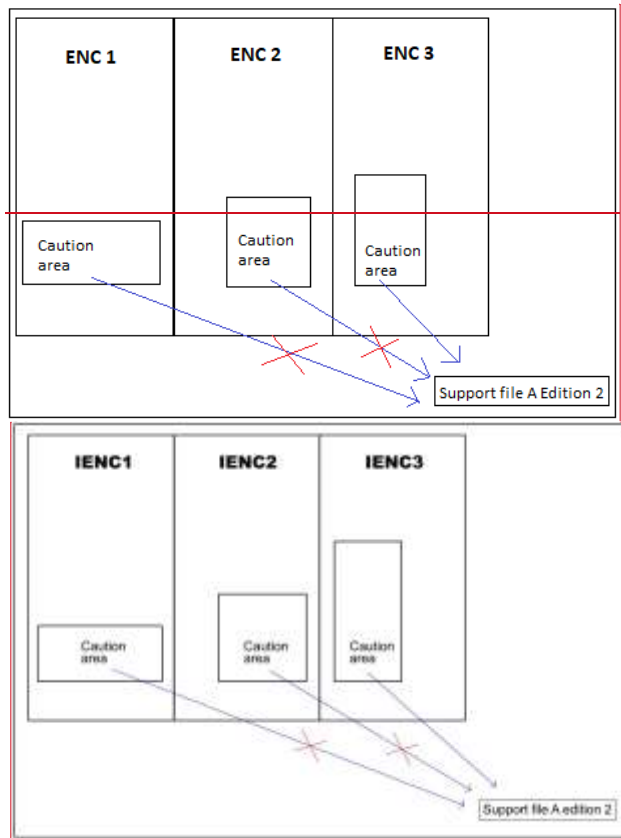 ENC 1
ENC 2
ENC 3
Caution
area
Caution
area
Caution
area
Support file A Edition 2
IENC1
IENC2
IENC3
Caution
area
Caution
area
Caution
area
Support file A edition 2